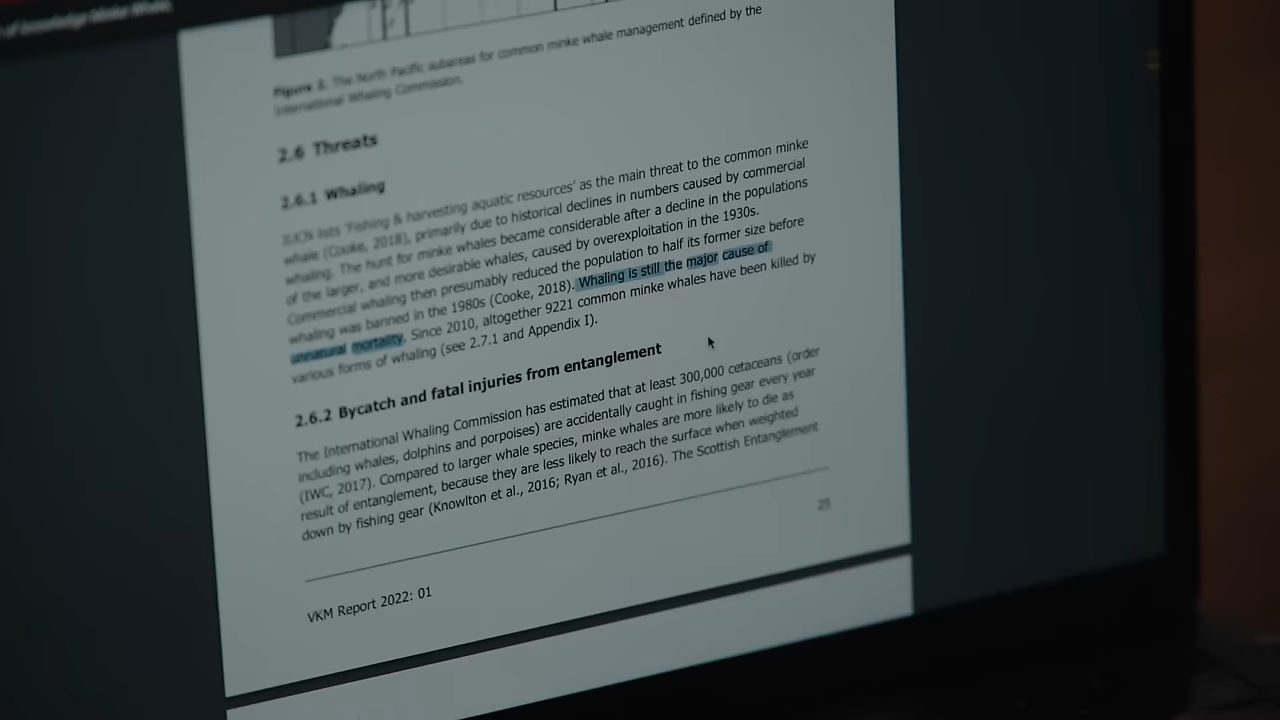 of knowledge Minke Whale,
Figure 3. The North Pacific subareas for common minke whale management defined by the
International Whaling Commission.
2.6 Threats
2.6.1 Whaling
IUCN lists 'Fishing & harvesting aquatic resources' as the main threat to the common minke
whale (Cooke, 2018), primarily due to historical declines in numbers caused by commercial
whaling. The hunt for minke whales became considerable after a decline in the populations
of the larger, and more desirable whales, caused by overexploitation in the 1930s.
Commercial whaling then presumably reduced the population to half its former size before
whaling was banned in the 1980s (Cooke, 2018). Whaling is still the major cause of
unnatural mortality. Since 2010, altogether 9221 common minke whales have been killed by
various forms of whaling (see 2.7.1 and Appendix I).
2.6.2 Bycatch and fatal injuries from entanglement
The International Whaling Commission has estimated that at least 300,000 cetaceans (order
including whales, dolphins and porpoises) are accidentally caught in fishing gear every year
(IWC, 2017). Compared to larger whale species, minke whales are more likely to die as
result of entanglement, because they are less likely to reach the surface when weighted
down by fishing gear (Knowlton et al., 2016; Ryan et al., 2016). The Scottish Entanglement
25
VKM Report 2022: 01